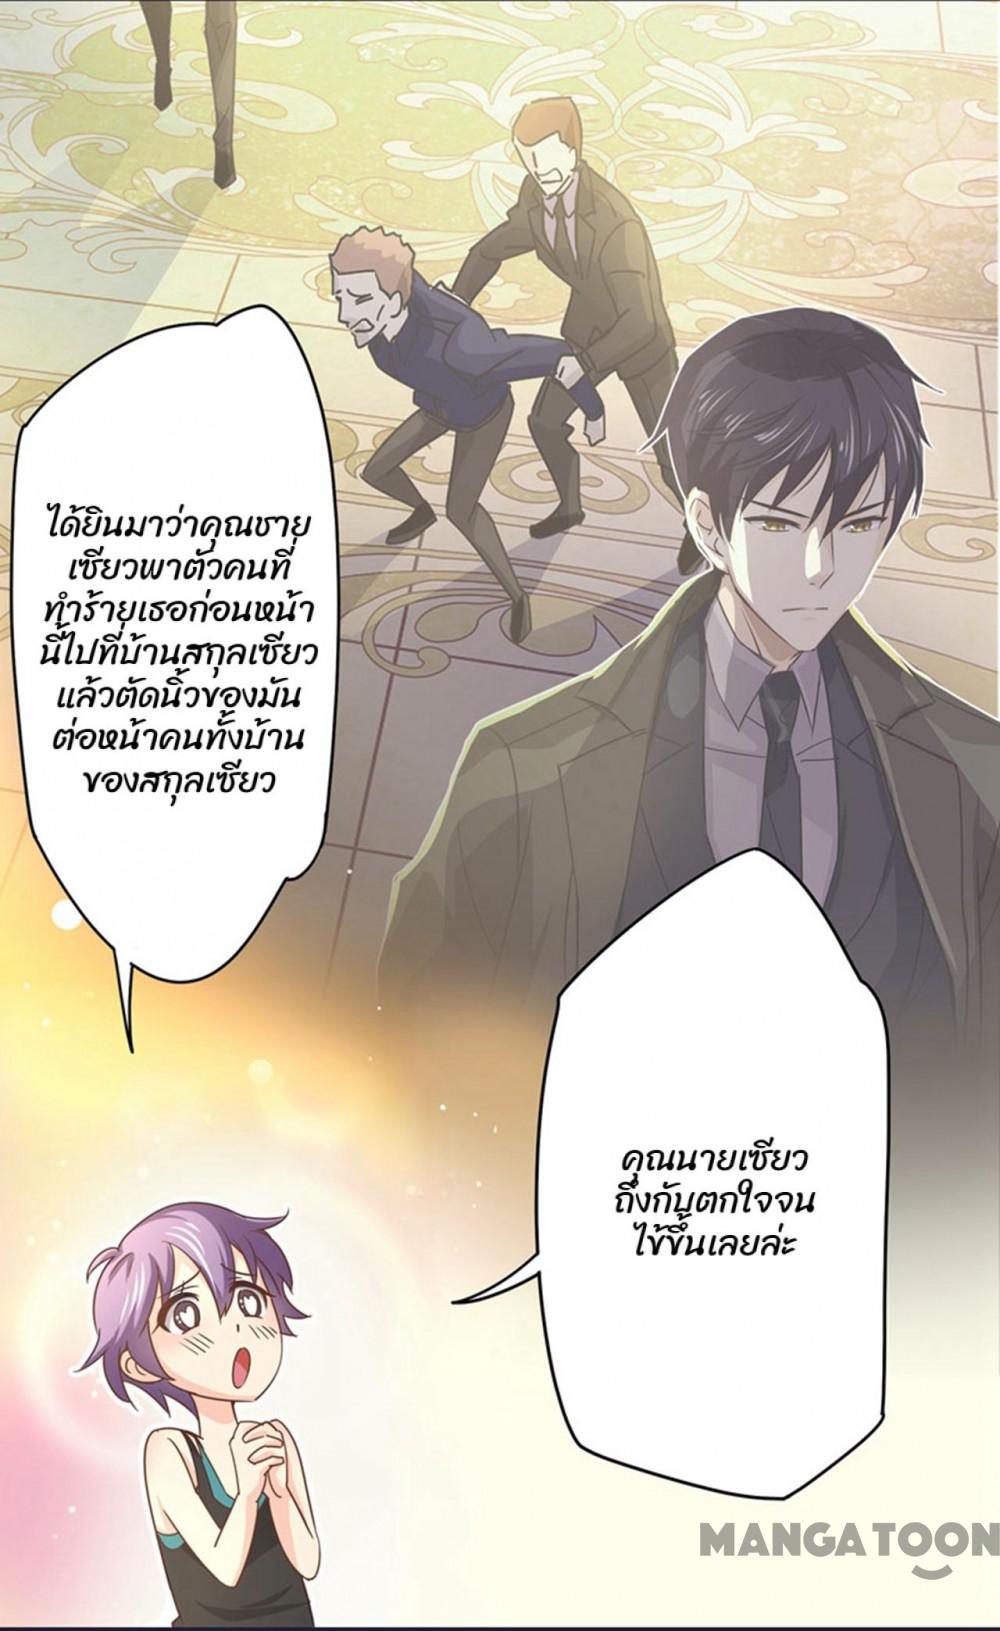 ได้ยินมาว่าคุณชาย
เซียวพาตัวคนที่
ทำร้ายเธอก่อนหน้า
นี้ไปที่บ้านสกุลเซียว
แล้วตัดนิ้วของมัน
ต่อหน้าคนทั้งบ้าน
ของสกุลเซียว
คุณนายเซียว
ถึงกับตกใจจน
ไข้ขึ้นเลยล่ะ
MANGATOON